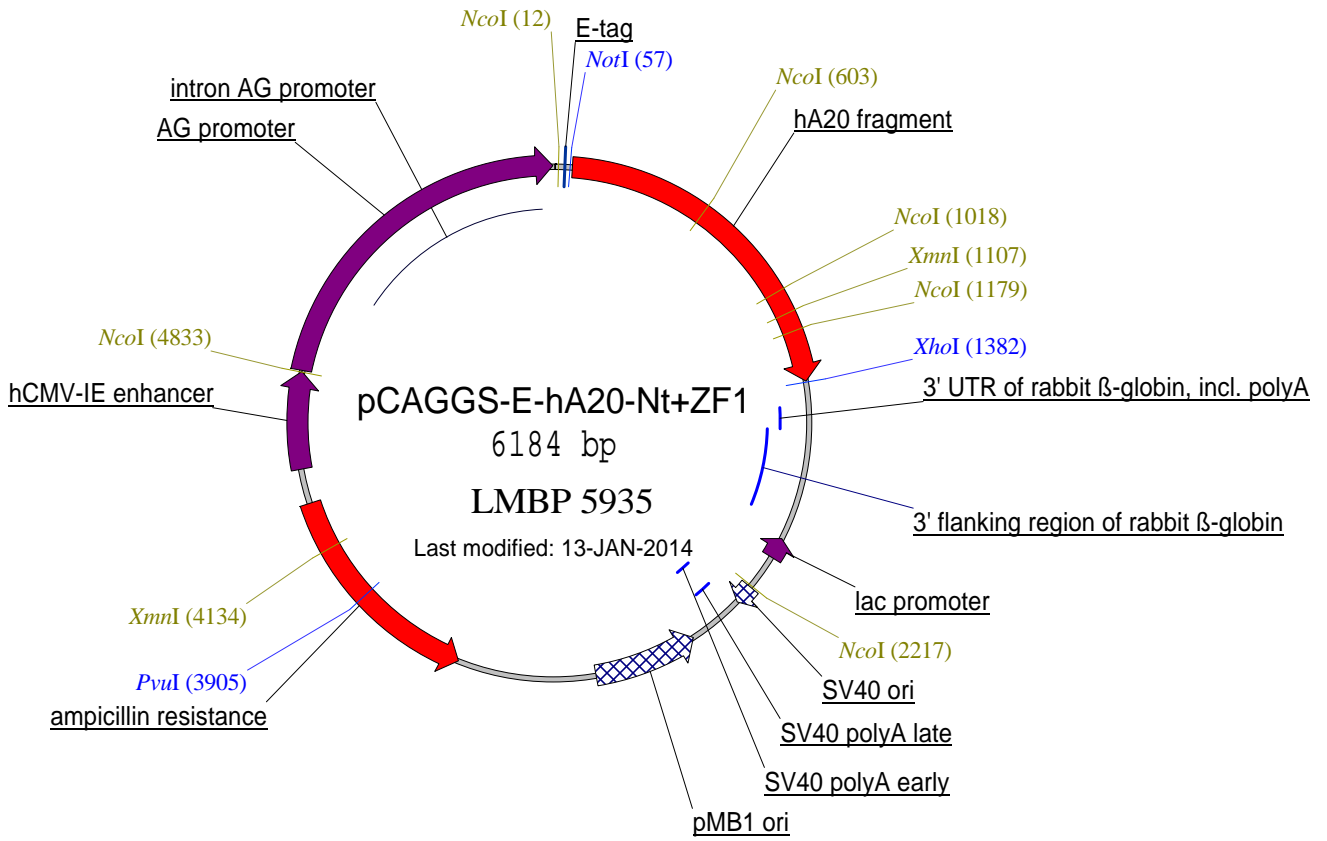 NcoI (12)
E-tag
NotI (57)
NcoI (603)
intron AG promoter
hA20 fragment
AG promoter
NcoI (1018)
XmnI (1107)
NcoI (1179)
NcoI (4833)
XhoI (1382)
hCMV-IE enhancer
3' UTR of rabbit ß-globin, incl. polyA
pCAGGS-E-hA20-Nt+ZF1
6184 bp
LMBP 5935
3' flanking region of rabbit ß-globin
Last modified: 13-JAN-2014
lac promoter
XmnI (4134)
NcoI (2217)
PvuI (3905)
SV40 ori
ampicillin resistance
SV40 polyA late
SV40 polyA early
pMB1 ori